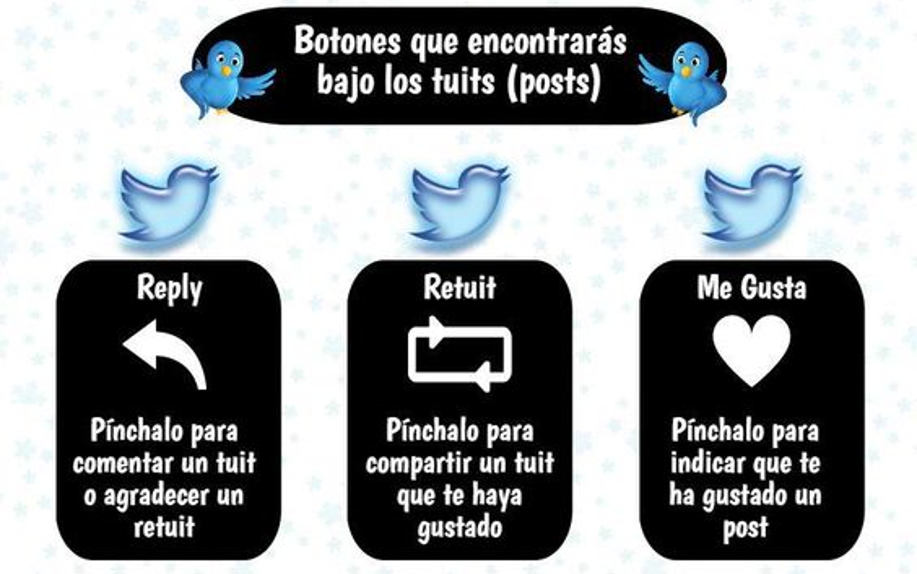 Botones que encontrarás
bajo los tuits (posts)
Reply
Pínchalo para
comentar un tuit
o agradecer un
retuit
Retuit
Pínchalo para
compartir un tuit
que te haya
gustado
Me Gusta
Pínchalo para
indicar que te
ha gustado un
post